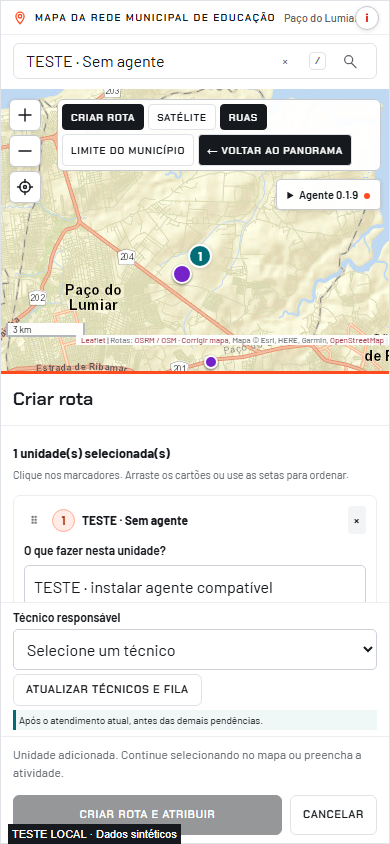 MAPA DA REDE MUNICIPAL DE EDUCAÇÃO Paço do Lumia
i
TESTE · Sem agente × /
203
+
CRIAR ROTA SATÉLITE RUAS
−
LIMITE DO MUNICÍPIO ← VOLTAR AO PANORAMA
▶ Agente 0.1.9
204
1
202
Paço do
Lumiar
3 km
Leaflet | Rotas: OSRM / OSM · Corrigir mapa, Mapa © Esri, HERE, Garmin, OpenStreetMap
de F
Estrada de Ribamar
201
Criar rota
1 unidade(s) selecionada(s)
Clique nos marcadores. Arraste os cartões ou use as setas para ordenar.
1 TESTE · Sem agente ×
O que fazer nesta unidade?
TESTE · instalar agente compatível
Técnico responsável
Selecione um técnico
ATUALIZAR TÉCNICOS E FILA
Após o atendimento atual, antes das demais pendências.
Unidade adicionada. Continue selecionando no mapa ou preencha a
atividade.
CRIAR ROTA E ATRIBUIR CANCELAR
TESTE LOCAL · Dados sintéticos